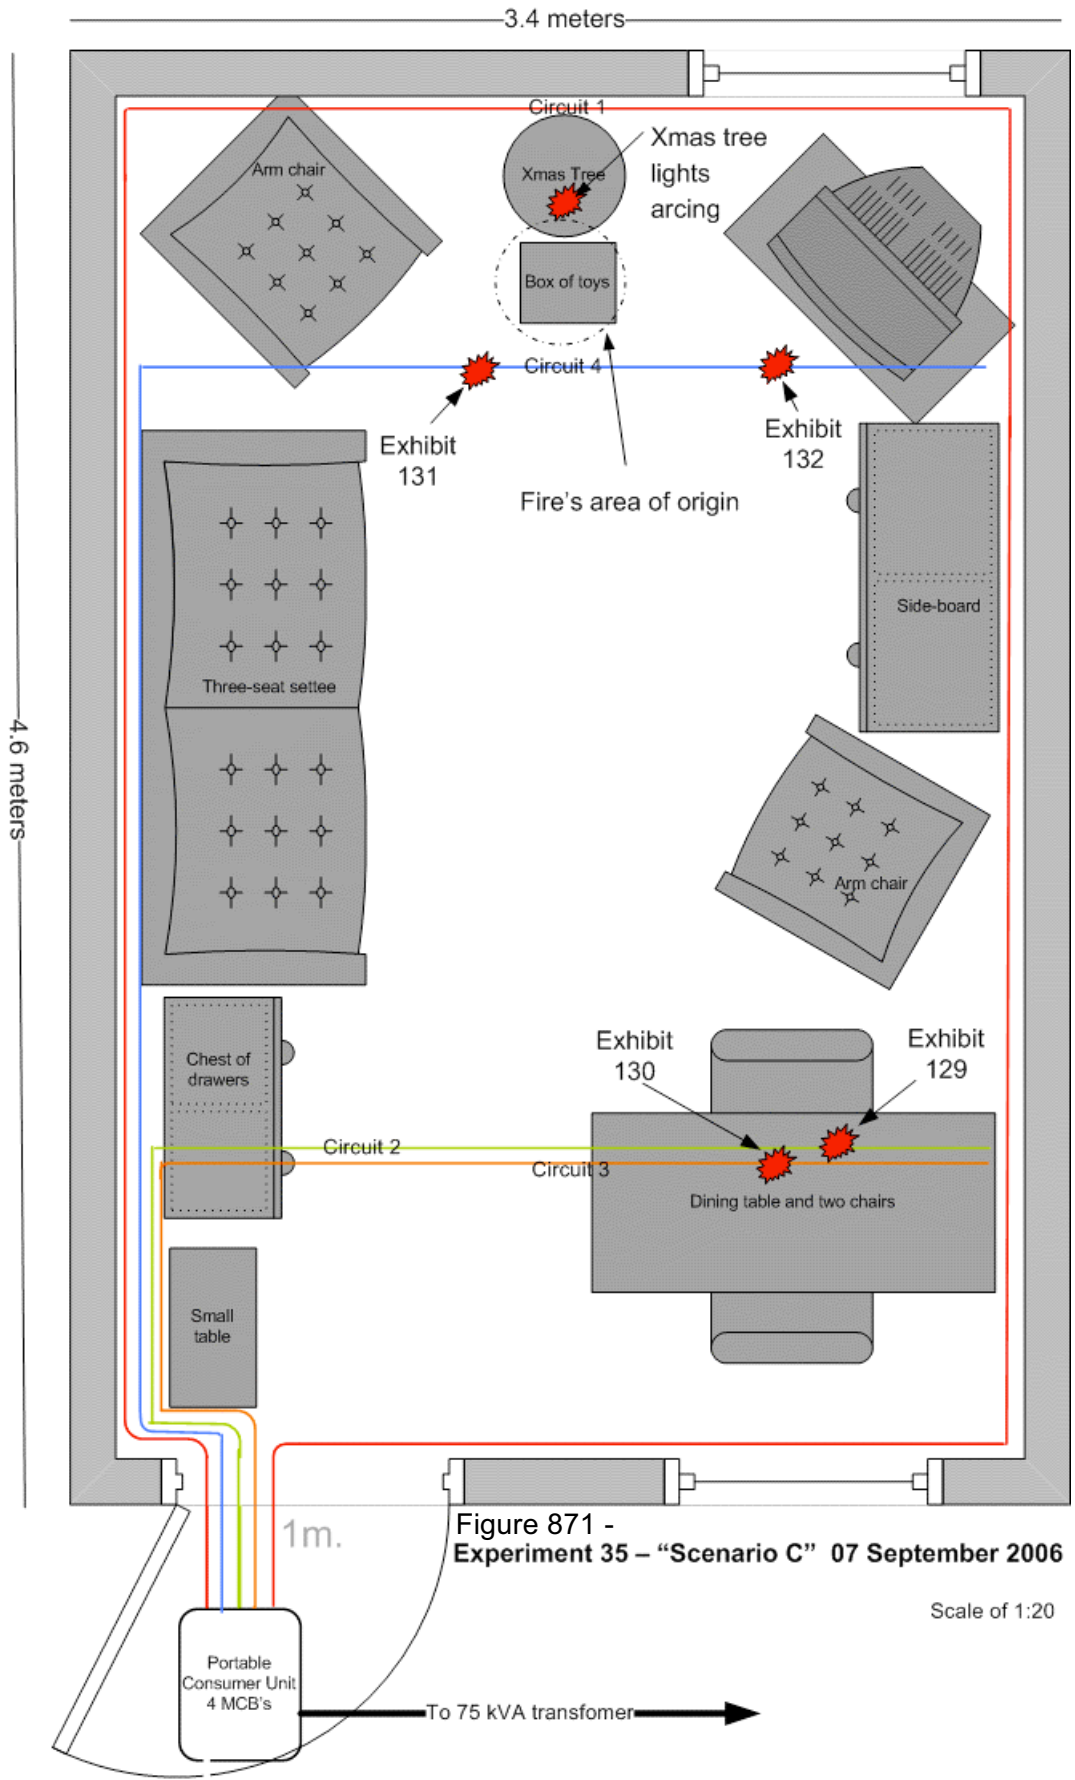 3.4 meters
Circuit 1
Xmas tree
lights
arcing
Arm chair
Xmas Tree
Box of toys
Circuit 4
Exhibit
131
Exhibit
132
Fire's area of origin
Side-board
Three-seat settee
4.6 meters
Arm chair
Exhibit
130
Exhibit
129
Chest of
drawers
Circuit 2
Circuit 3
Dining table and two chairs
Small
table
1m.
Figure 871 -
Experiment 35 – “Scenario C” 07 September 2006
Scale of 1:20
Portable
Consumer Unit
4 MCB's
To 75 kVA transfomer